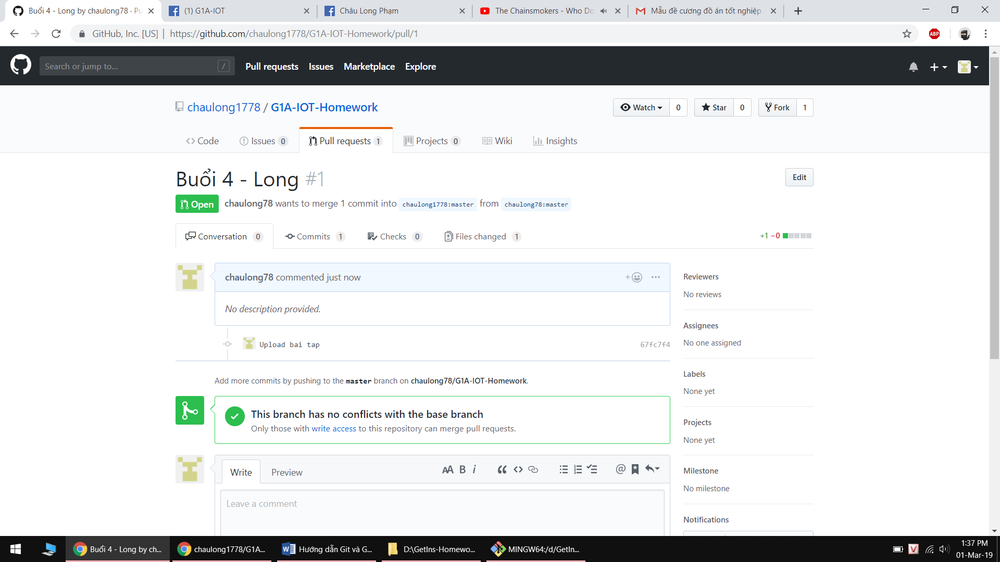 Buổi 4 - Long by chaulong78 · Pu
(1) G1A-IOT
Châu Long Phạm
The Chainsmokers - Who Do
Mẫu đề cương đồ án tốt nghiệp
GitHub, Inc. [US] | https://github.com/chaulong1778/G1A-IOT-Homework/pull/1
ABP
Search or jump to... /
Pull requests Issues Marketplace Explore
chaulong1778 / G1A-IOT-Homework
Watch 0 Star 0 Fork 1
Code Issues 0 Pull requests 1 Projects 0 Wiki Insights
Buổi 4 - Long #1
Edit
Open chaulong78 wants to merge 1 commit into chaulong1778:master from chaulong78:master
Conversation 0 Commits 1 Checks 0 Files changed 1
+1 −0
chaulong78 commented just now
No description provided.
Upload bai tap 67fc7f4
Add more commits by pushing to the master branch on chaulong78/G1A-IOT-Homework.
This branch has no conflicts with the base branch
Only those with write access to this repository can merge pull requests.
Write Preview
AA B i
Leave a comment
Reviewers
No reviews
Assignees
No one assigned
Labels
None yet
Projects
None yet
Milestone
No milestone
Notifications
Buổi 4 - Long by ch...
chaulong1778/G1A...
Hướng dẫn Git và G...
D:\GetIns-Homewo...
MINGW64:/d/GetIn...
V
1:37 PM
01-Mar-19